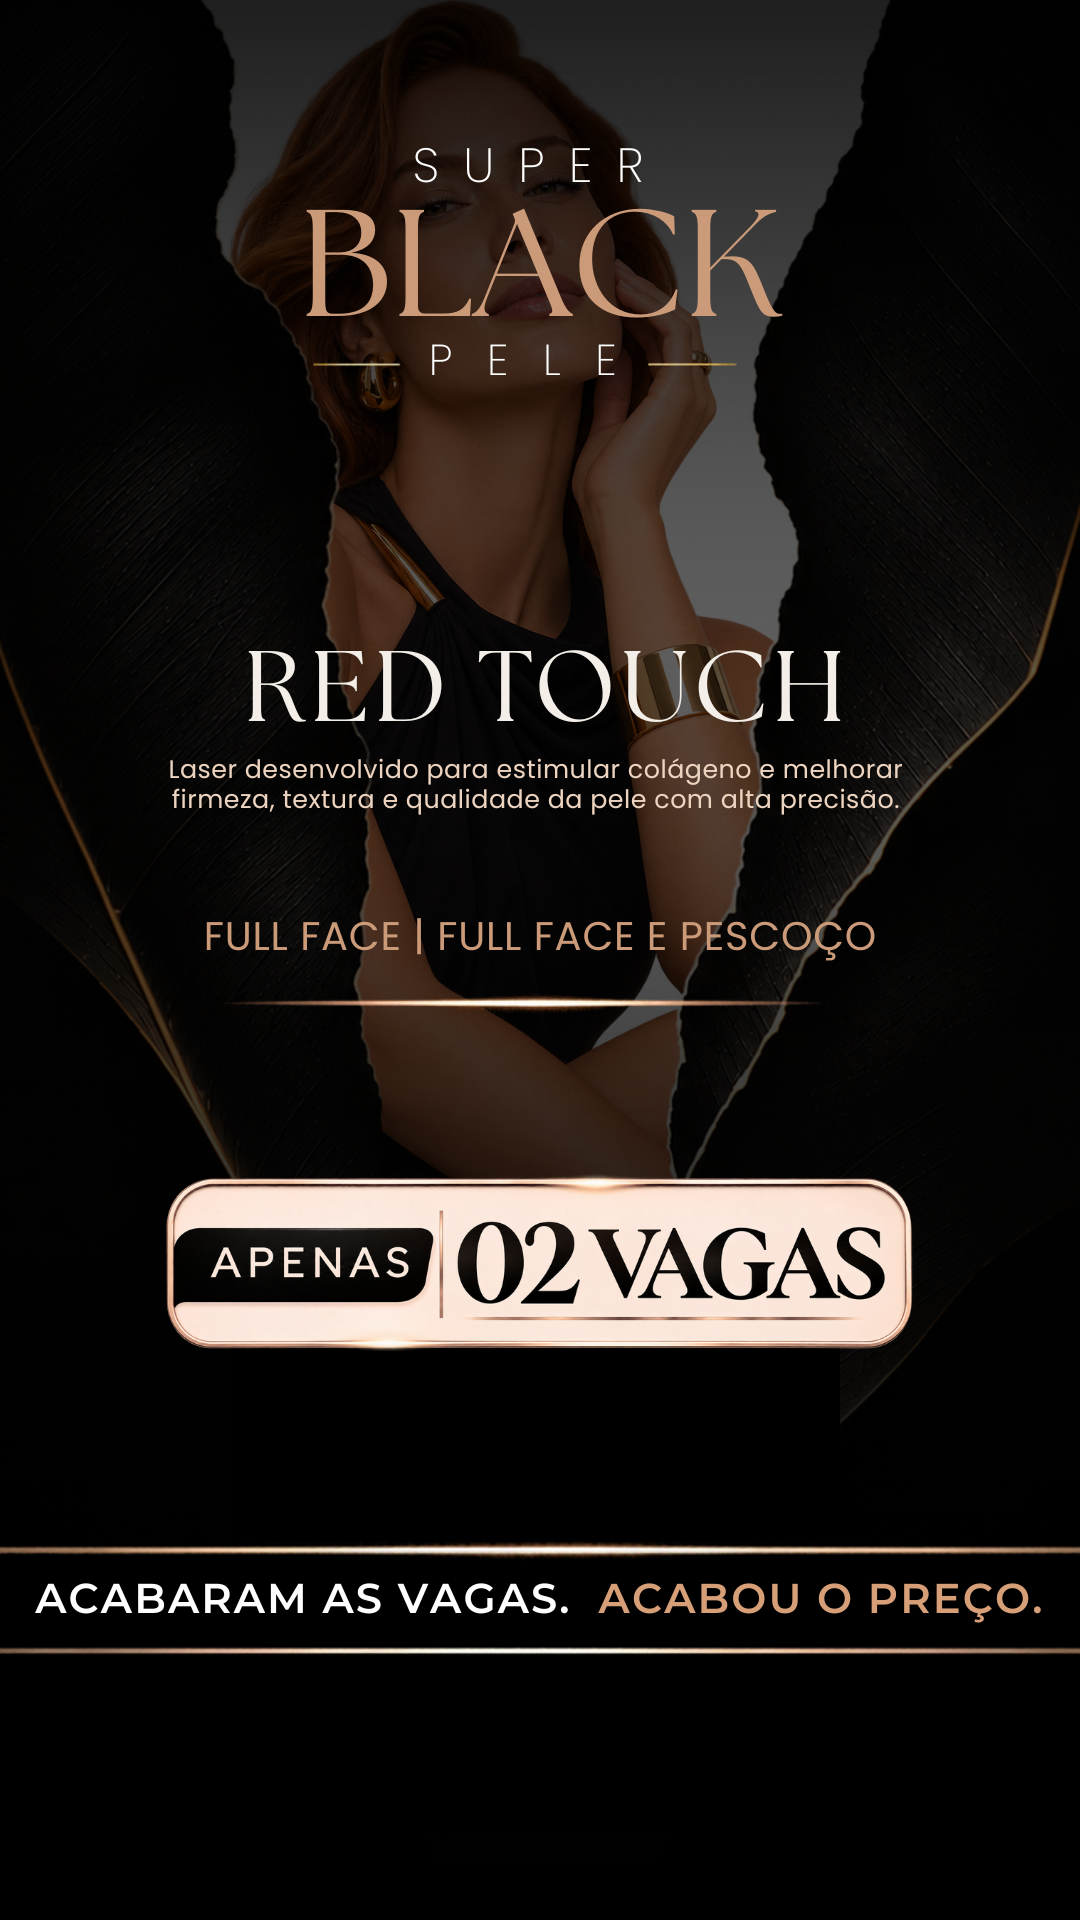 SUPER
BLACK
PELE
RED TOUCH
Laser desenvolvido para estimular colágeno e melhorar
firmeza, textura e qualidade da pele com alta precisão.
FULL FACE | FULL FACE E PESCOÇO
APENAS 02 VAGAS
ACABARAM AS VAGAS. ACABOU O PREÇO.